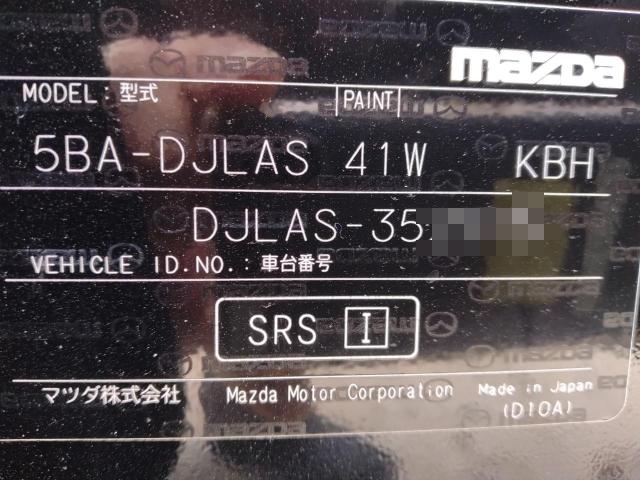 mazda
MODEL : 型式 PAINT
5BA-DJLAS 41W KBH
DJLAS-35
VEHICLE ID.NO. : 車台番号
SRS I
マツダ株式会社 Mazda Motor Corporation Made in Japan
(D10A)